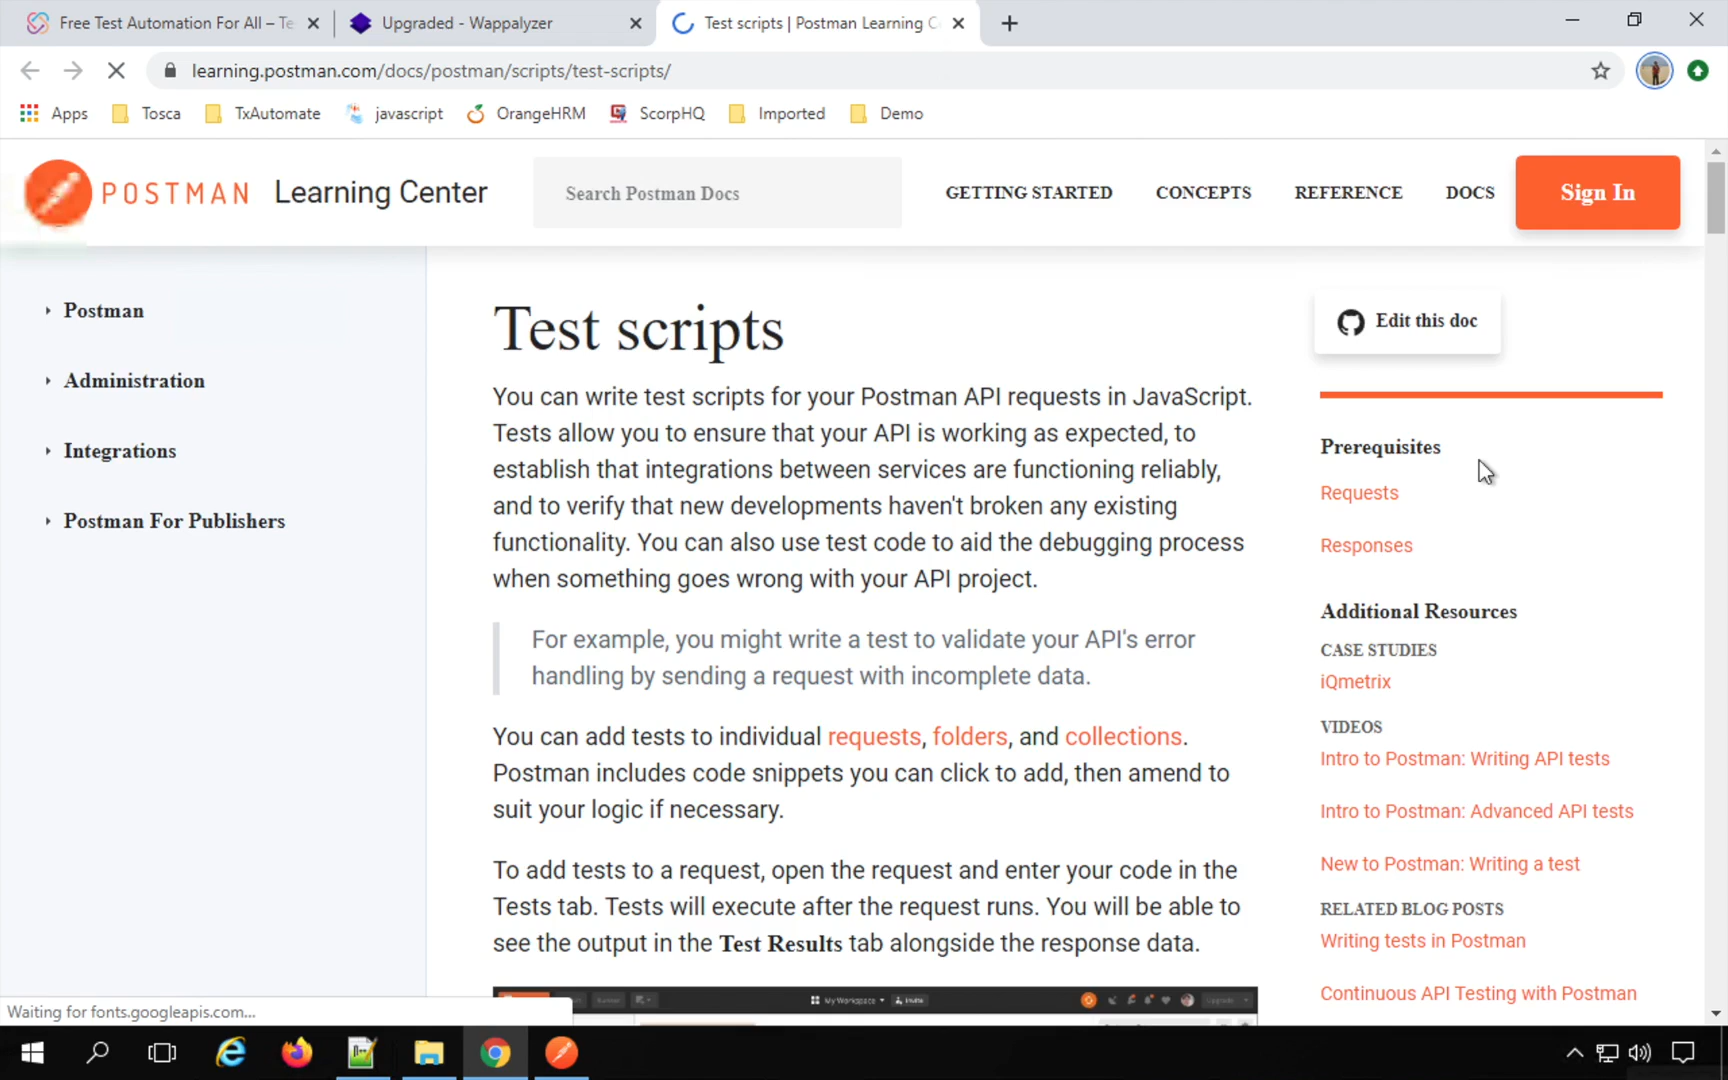 Free Test Automation For All – Te
Upgraded - Wappalyzer
Test scripts | Postman Learning C
learning.postman.com/docs/postman/scripts/test-scripts/
Apps
Tosca
TxAutomate
javascript
OrangeHRM
ScorpHQ
Imported
Demo
POSTMAN
Learning Center
Search Postman Docs
GETTING STARTED
CONCEPTS
REFERENCE
DOCS
Sign In
Postman
Administration
Integrations
Postman For Publishers
Test scripts
You can write test scripts for your Postman API requests in JavaScript.
Tests allow you to ensure that your API is working as expected, to
establish that integrations between services are functioning reliably,
and to verify that new developments haven't broken any existing
functionality. You can also use test code to aid the debugging process
when something goes wrong with your API project.
For example, you might write a test to validate your API's error
handling by sending a request with incomplete data.
You can add tests to individual requests, folders, and collections.
Postman includes code snippets you can click to add, then amend to
suit your logic if necessary.
To add tests to a request, open the request and enter your code in the
Tests tab. Tests will execute after the request runs. You will be able to
see the output in the Test Results tab alongside the response data.
My Workspace
Invite
Upgrade
Edit this doc
Prerequisites
Requests
Responses
Additional Resources
CASE STUDIES
iQmetrix
VIDEOS
Intro to Postman: Writing API tests
Intro to Postman: Advanced API tests
New to Postman: Writing a test
RELATED BLOG POSTS
Writing tests in Postman
Continuous API Testing with Postman
Waiting for fonts.googleapis.com...